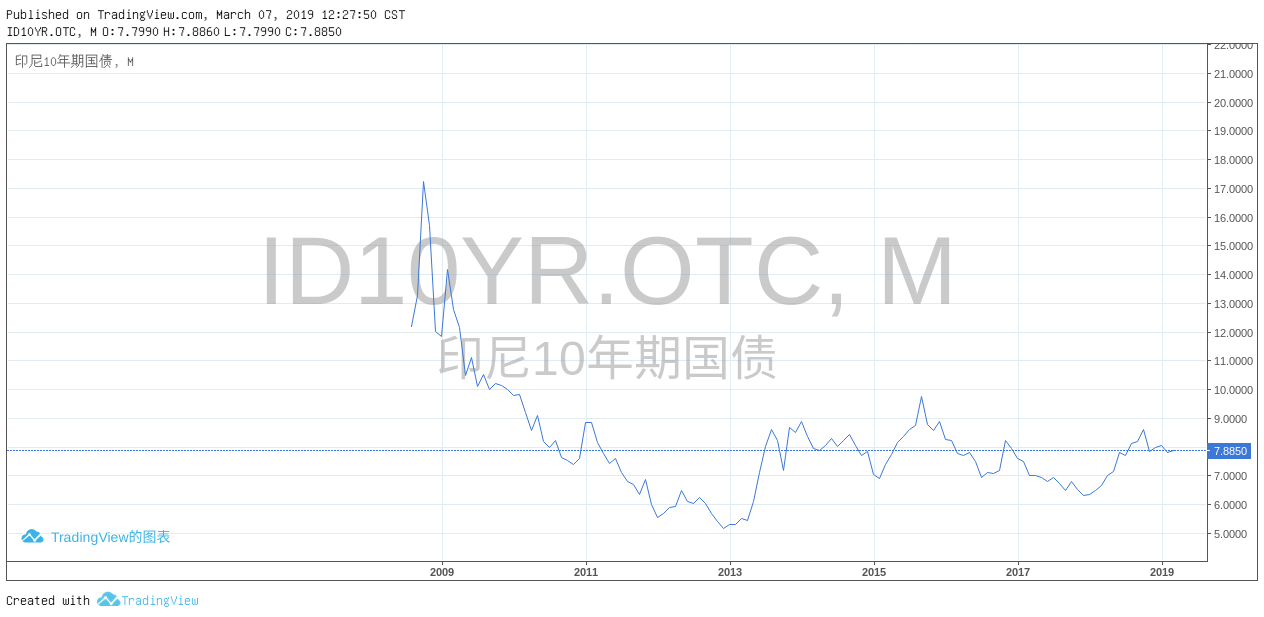 Published on TradingView.com, March 07, 2019 12:27:50 CST
ID10YR.OTC, M O:7.7990 H:7.8860 L:7.7990 C:7.8850
印尼10年期国债, M
22.0000
21.0000
20.0000
19.0000
18.0000
17.0000
16.0000
15.0000
14.0000
13.0000
12.0000
11.0000
10.0000
9.0000
7.8850
7.0000
6.0000
5.0000
ID10YR.OTC, M
印尼10年期国债
TradingView的图表
2009 2011 2013 2015 2017 2019
Created with TradingView